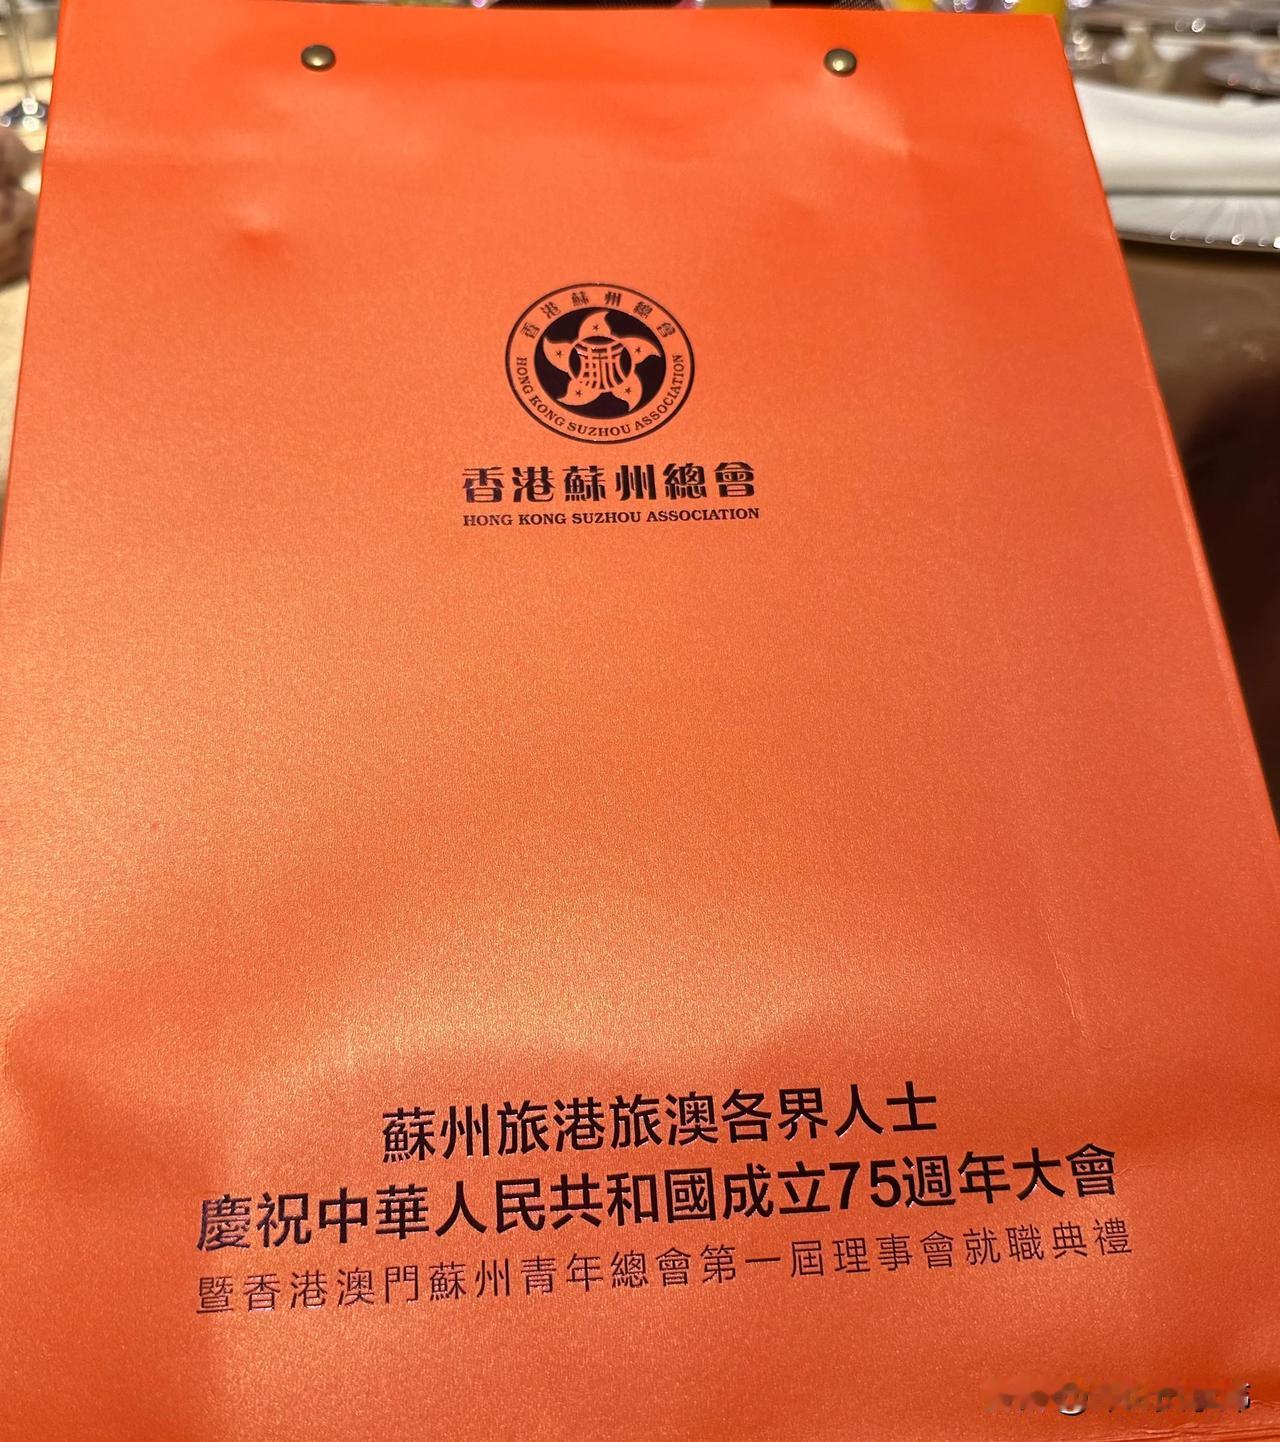 香港蘇州總會
HONG KONG SUZHOU ASSOCIATION
香港蘇州總會
HONG KONG SUZHOU ASSOCIATION
蘇州旅港旅澳各界人士
慶祝中華人民共和國成立75週年大會
暨香港澳門蘇州青年總會第一屆理事會就職典禮